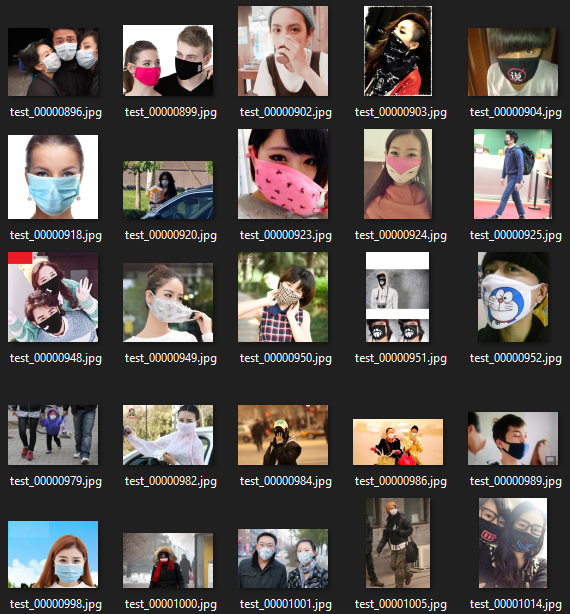 test_00000896.jpg
test_00000899.jpg
test_00000902.jpg
test_00000903.jpg
test_00000904.jpg
test_00000918.jpg
test_00000920.jpg
test_00000923.jpg
test_00000924.jpg
test_00000925.jpg
test_00000948.jpg
test_00000949.jpg
test_00000950.jpg
test_00000951.jpg
test_00000952.jpg
test_00000979.jpg
test_00000982.jpg
test_00000984.jpg
test_00000986.jpg
test_00000989.jpg
test_00000998.jpg
test_00001000.jpg
test_00001001.jpg
test_00001005.jpg
test_00001014.jpg